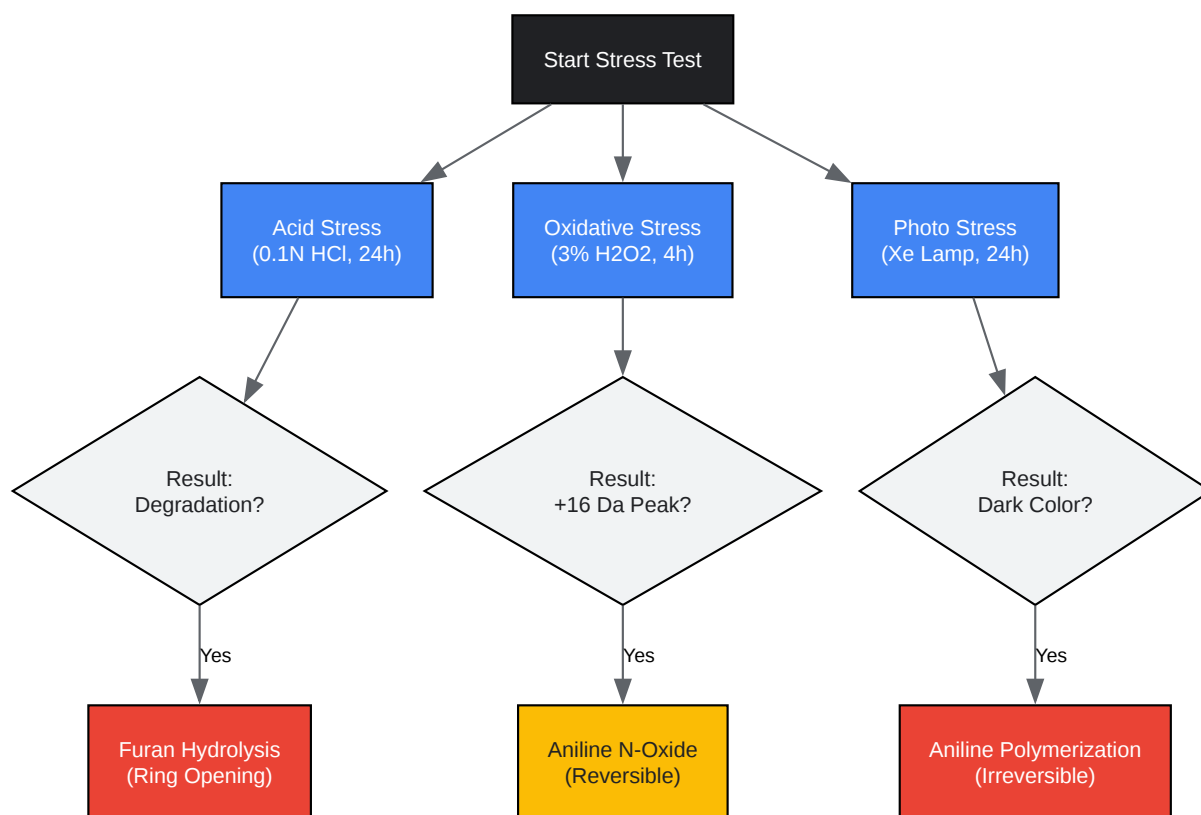 Start Stress Test
Acid Stress
(0.1N HCl, 24h)
Oxidative Stress
(3% H2O2, 4h)
Photo Stress
(Xe Lamp, 24h)
Result:
Degradation?
Result:
+16 Da Peak?
Result:
Dark Color?
Yes
Yes
Yes
Furan Hydrolysis
(Ring Opening)
Aniline N-Oxide
(Reversible)
Aniline Polymerization
(Irreversible)